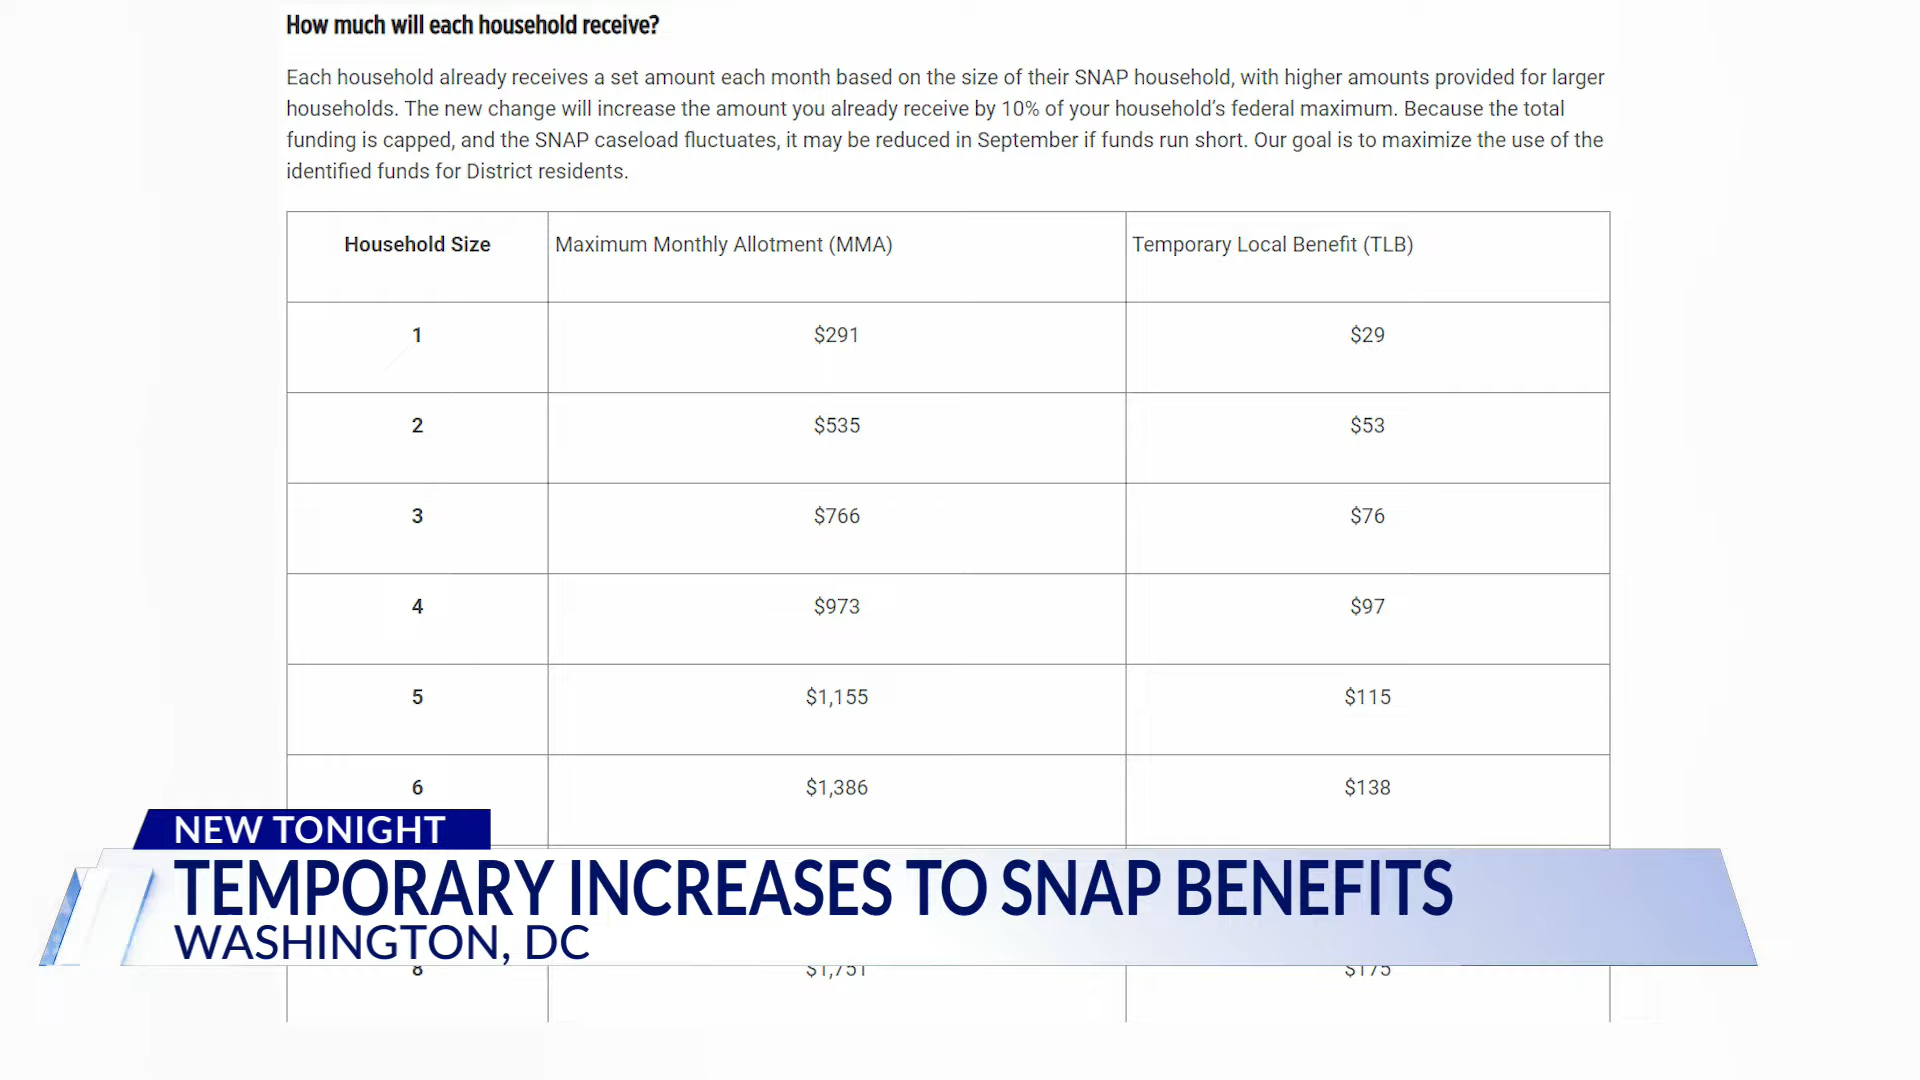 How much will each household receive?
Each household already receives a set amount each month based on the size of their SNAP household, with higher amounts provided for larger
households. The new change will increase the amount you already receive by 10% of your household’s federal maximum. Because the total
funding is capped, and the SNAP caseload fluctuates, it may be reduced in September if funds run short. Our goal is to maximize the use of the
identified funds for District residents.
Household Size Maximum Monthly Allotment (MMA) Temporary Local Benefit (TLB)
1 $291 $29
2 $535 $53
3 $766 $76
4 $973 $97
5 $1,155 $115
6 $1,386 $138
NEW TONIGHT
TEMPORARY INCREASES TO SNAP BENEFITS
WASHINGTON, DC
8 $1,751 $175